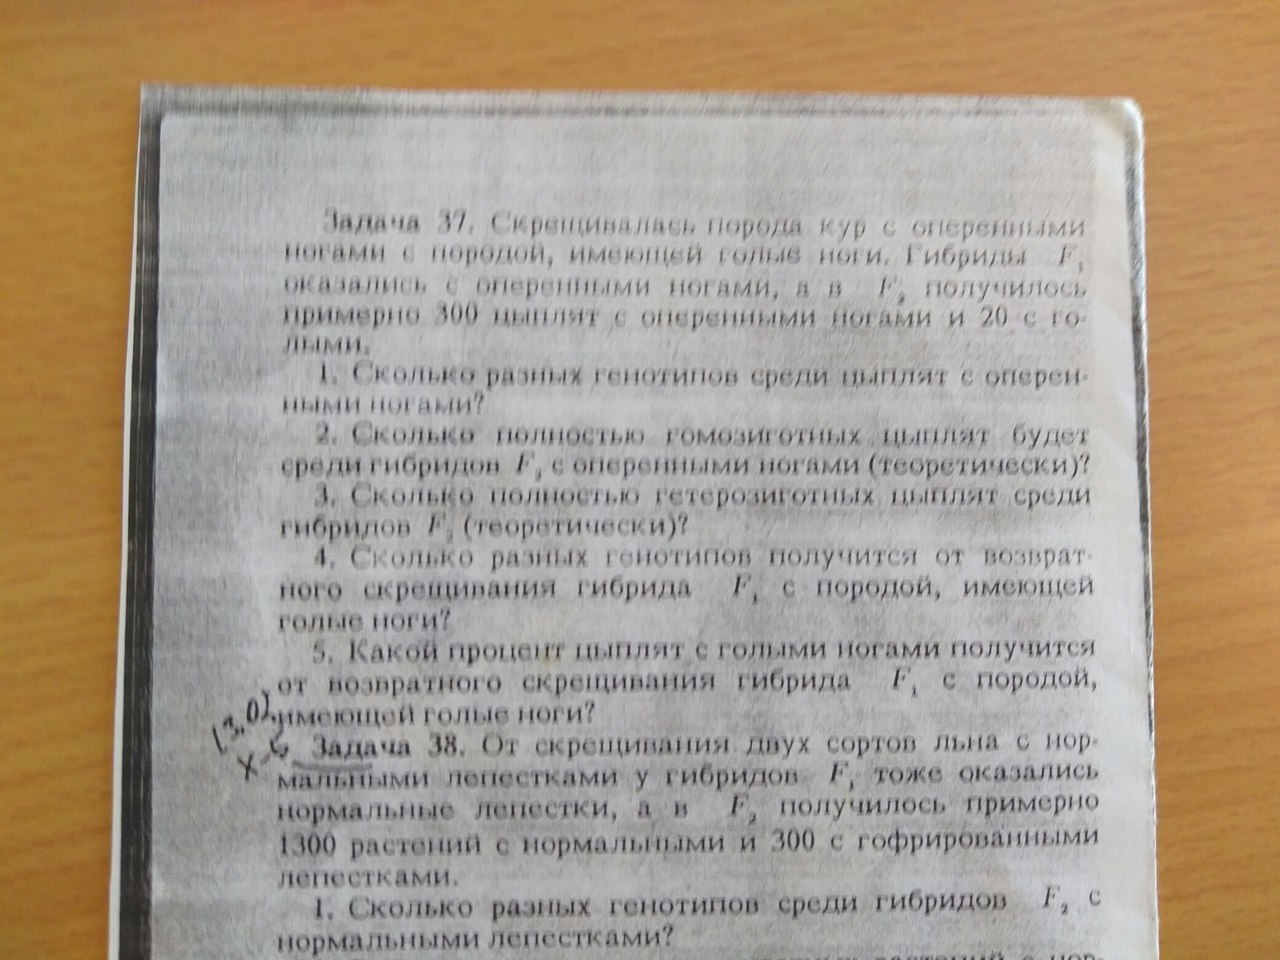 Задача 37. Скрещивалась порода кур с оперенными
ногами с породой, имеющей голые ноги. Гибриды F₁
оказались с оперенными ногами, а в F₂ получилось
примерно 300 цыплят с оперенными ногами и 20 с го-
лыми.
1. Сколько разных генотипов среди цыплят с оперен-
ными ногами?
2. Сколько полностью гомозиготных цыплят будет
среди гибридов F₂ с оперенными ногами (теоретически)?
3. Сколько полностью гетерозиготных цыплят среди
гибридов F₂ (теоретически)?
4. Сколько разных генотипов получится от возврат-
ного скрещивания гибрида F₁ с породой, имеющей
голые ноги?
5. Какой процент цыплят с голыми ногами получится
от возвратного скрещивания гибрида F₁ с породой,
имеющей голые ноги?
(3,0)
Задача 38. От скрещивания двух сортов льна с нор-
мальными лепестками у гибридов F₁ тоже оказались
нормальные лепестки, а в F₂ получилось примерно
1300 растений с нормальными и 300 с гофрированными
лепестками.
1. Сколько разных генотипов среди гибридов F₂ с
нормальными лепестками?
растений с нор-